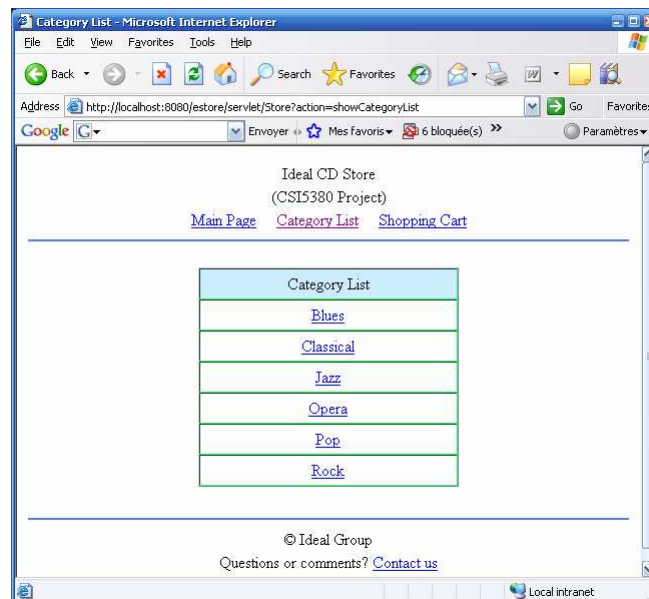 Category List - Microsoft Internet Explorer
File Edit View Favorites Tools Help
Back Search Favorites
Address http://localhost:8080/estore/servlet/Store?action=showCategoryList Go Favorites
Google G Envoyer Mes favoris 6 bloquée(s) » Paramètres
Ideal CD Store
(CSI5380 Project)
Main Page Category List Shopping Cart
Category List
Blues
Classical
Jazz
Opera
Pop
Rock
© Ideal Group
Questions or comments? Contact us
Local intranet